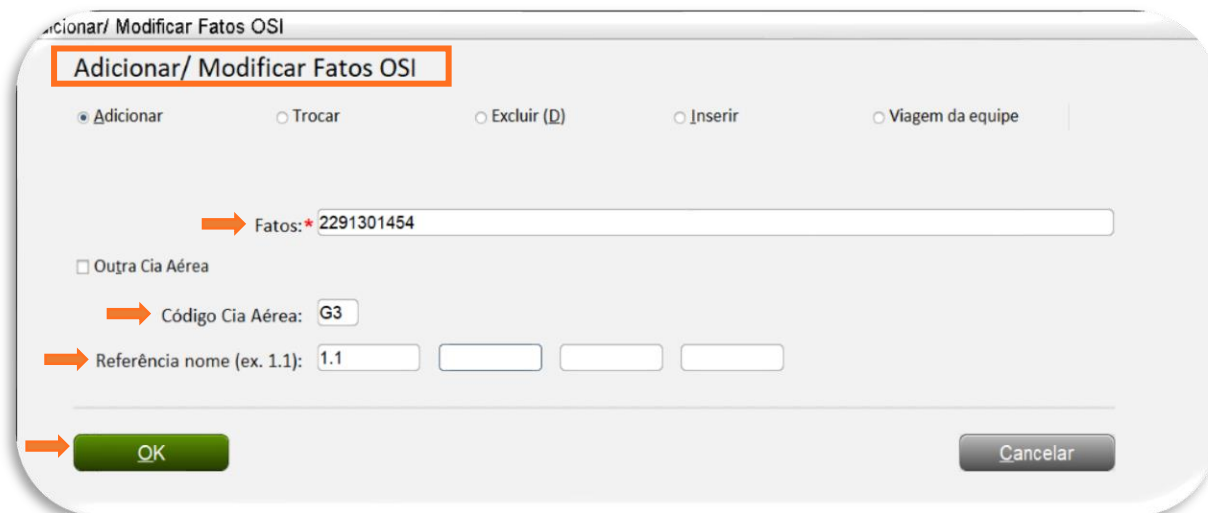 icionar/ Modificar Fatos OSI
Adicionar/ Modificar Fatos OSI
Adicionar Trocar Excluir (D) Inserir Viagem da equipe
Fatos:* 2291301454
Outra Cia Aérea
Código Cia Aérea: G3
Referência nome (ex. 1.1): 1.1
OK Cancelar